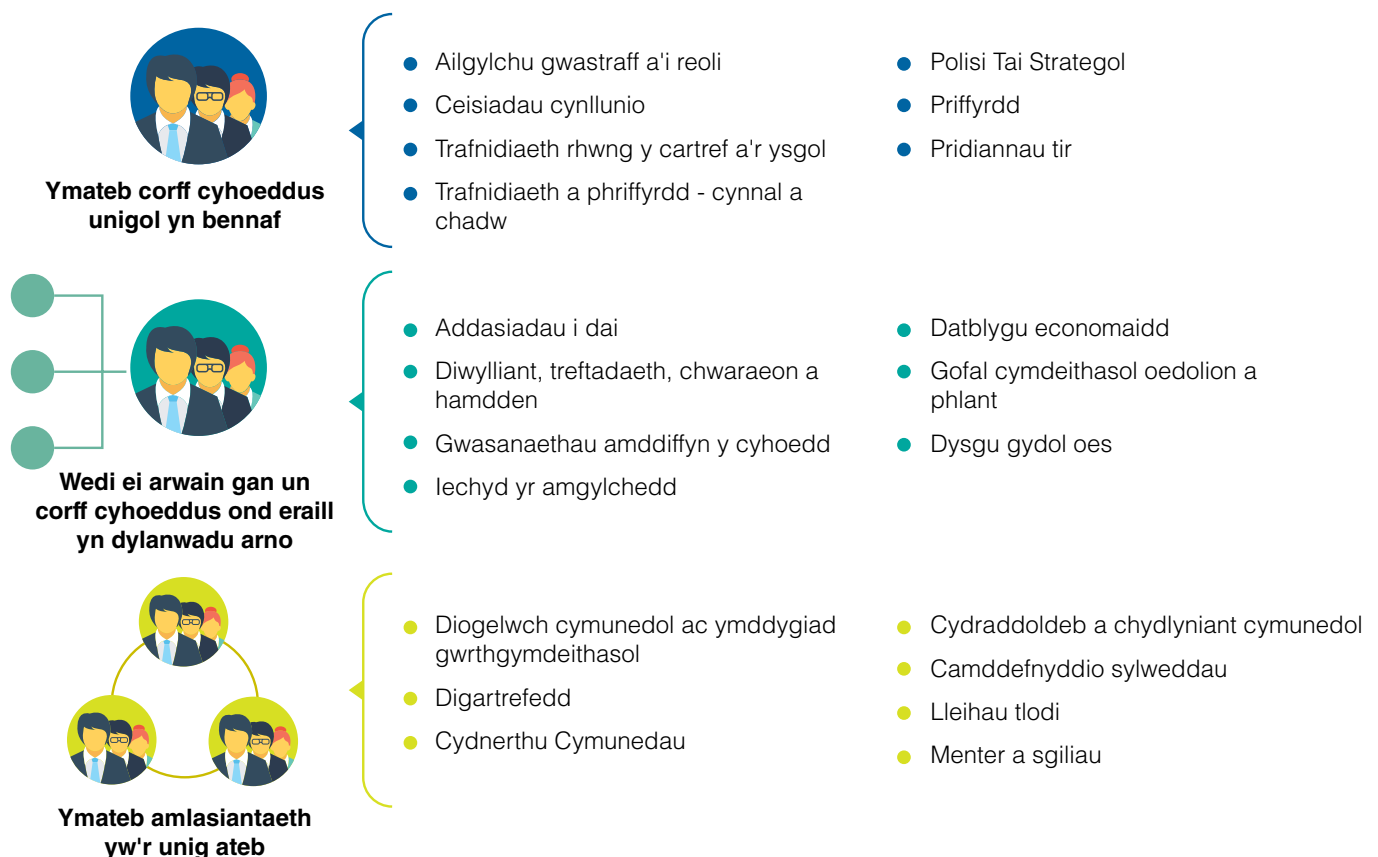 Ymateb corff cyhoeddus
unigol yn bennaf
Ailgylchu gwastraff a'i reoli
Ceisiadau cynllunio
Trafnidiaeth rhwng y cartref a'r ysgol
Trafnidiaeth a phriffyrdd - cynnal a
chadw
Polisi Tai Strategol
Priffyrdd
Pridiannau tir
Wedi ei arwain gan un
corff cyhoeddus ond eraill
yn dylanwadu arno
Addasiadau i dai
Diwylliant, treftadaeth, chwaraeon a
hamdden
Gwasanaethau amddiffyn y cyhoedd
Iechyd yr amgylchedd
Datblygu economaidd
Gofal cymdeithasol oedolion a
phlant
Dysgu gydol oes
Ymateb amlasiantaeth
yw'r unig ateb
Diogelwch cymunedol ac ymddygiad
gwrthgymdeithasol
Digartrefedd
Cydnerthu Cymunedau
Cydraddoldeb a chydlyniant cymunedol
Camddefnyddio sylweddau
Lleihau tlodi
Menter a sgiliau